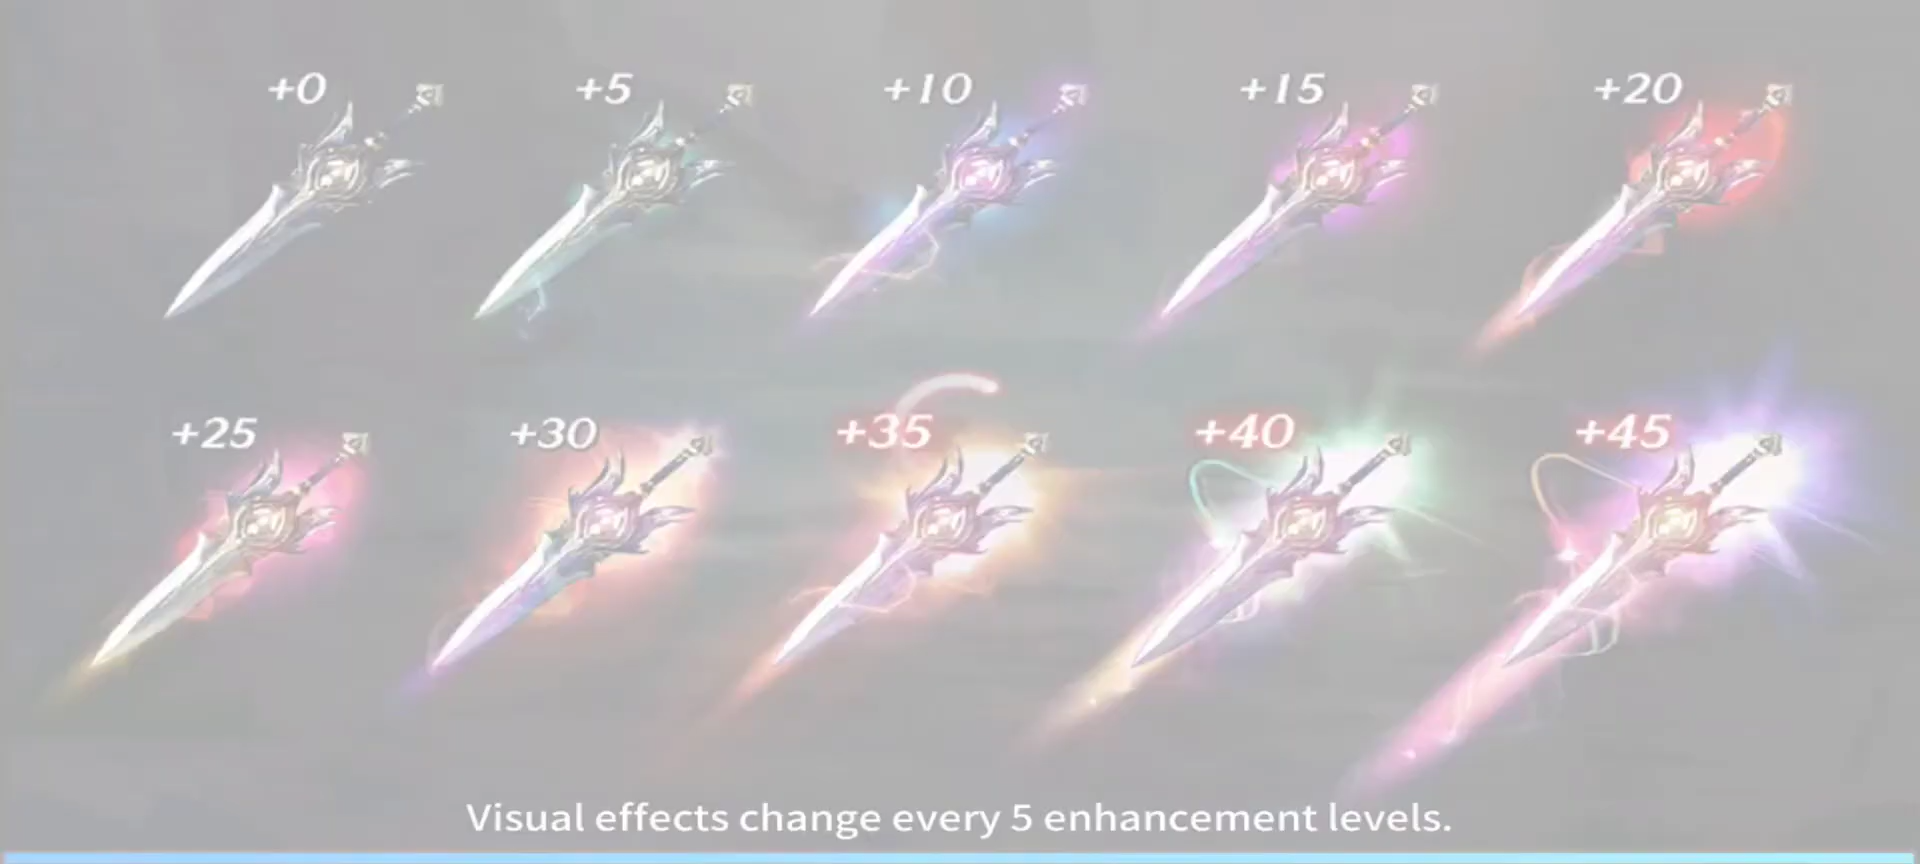 +0 +5 +10 +15 +20
+25 +30 +35 +40 +45
Visual effects change every 5 enhancement levels.